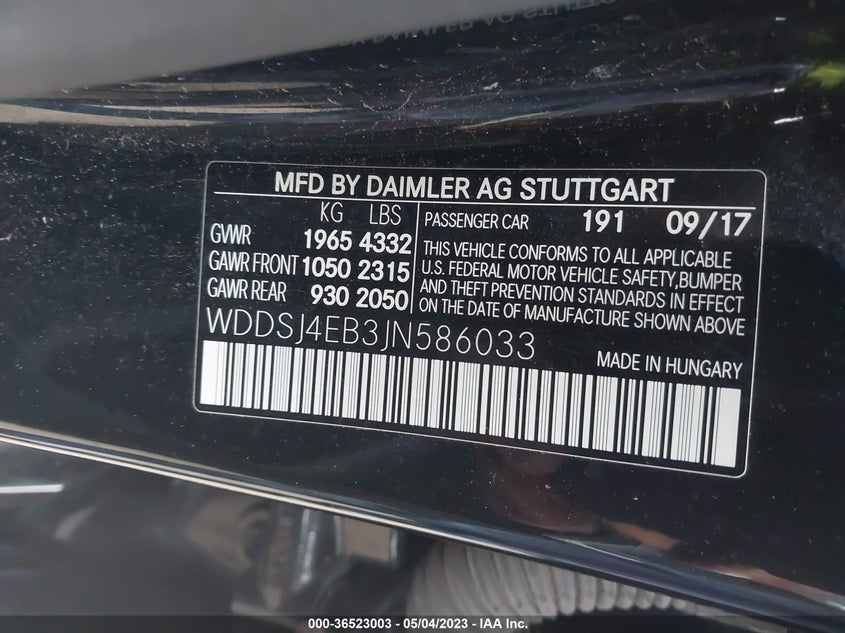 MFD BY DAIMLER AG STUTTGART
KG LBS
GVWR 1965 4332
GAWR FRONT 1050 2315
GAWR REAR 930 2050
PASSENGER CAR 191 09/17
THIS VEHICLE CONFORMS TO ALL APPLICABLE
U.S. FEDERAL MOTOR VEHICLE SAFETY,BUMPER
AND THEFT PREVENTION STANDARDS IN EFFECT
ON THE DATE OF MANUFACTURE SHOWN ABOVE
WDDSJ4EB3JN586033
MADE IN HUNGARY
000-36523003 / 05/04/2023 - IAA Inc.